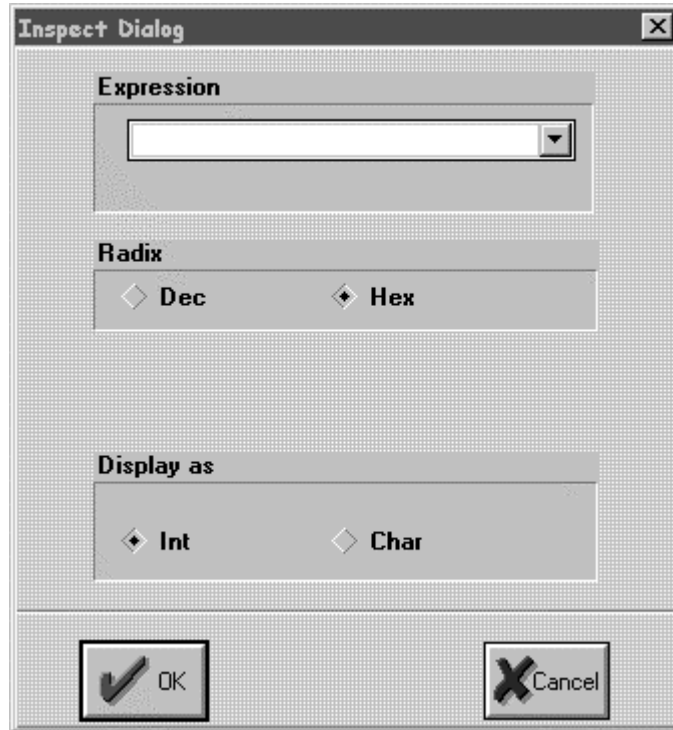 Inspect Dialog
Expression
Radix
Dec Hex
Display as
Int Char
OK Cancel